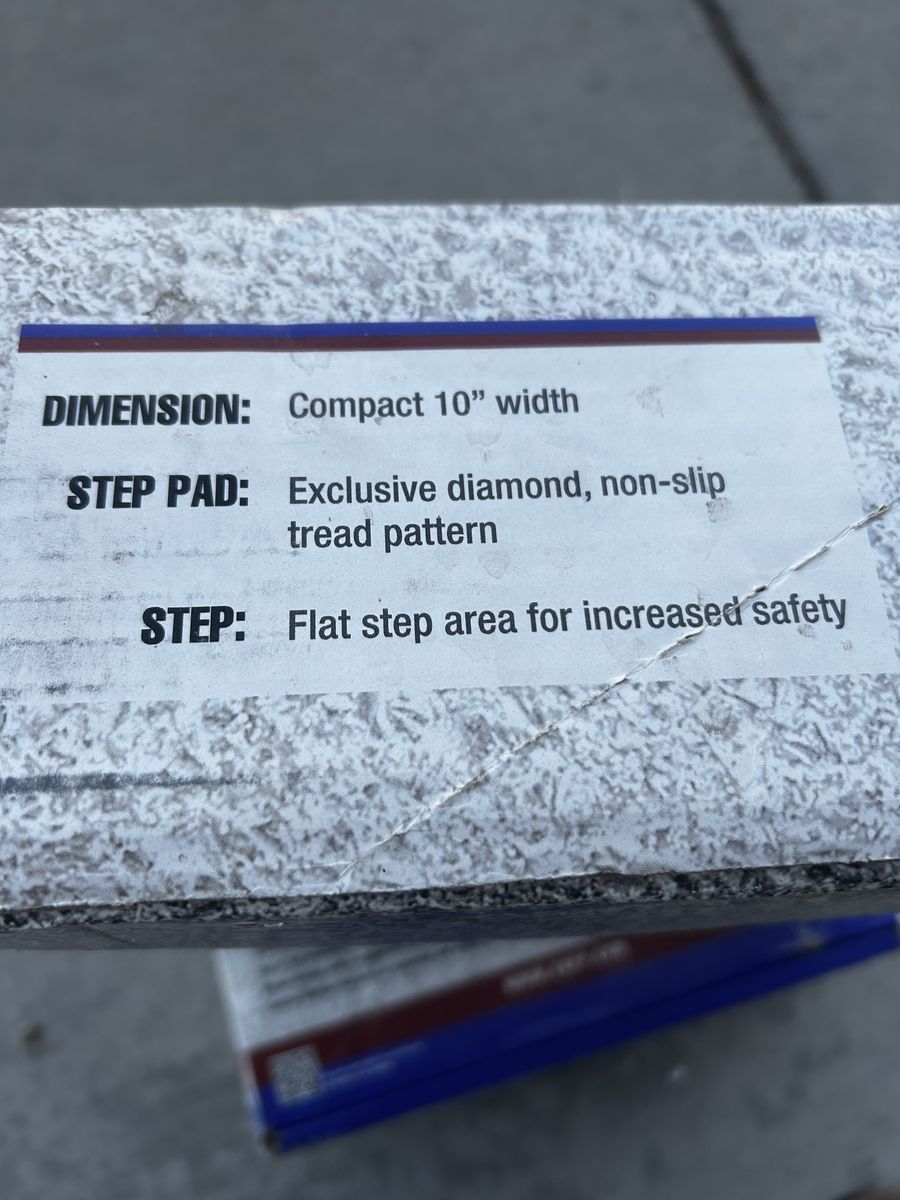 DIMENSION: Compact 10” width
STEP PAD: Exclusive diamond, non-slip
tread pattern
STEP: Flat step area for increased safety